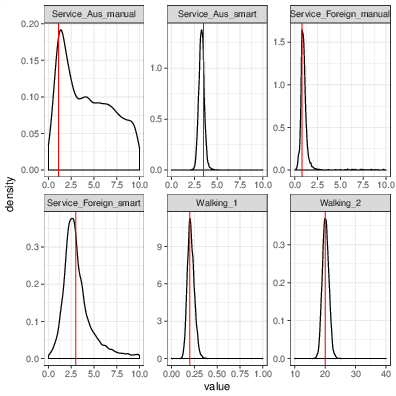 Service_Aus_manual Service_Aus_smart Service_Foreign_manual
0.20
0.15
0.10
0.05
0.00
0.0 2.5 5.0 7.5 10.0
1.0
0.5
0.0
0.0 2.5 5.0 7.5 10.0
1.5
1.0
0.5
0.0
0.0 2.5 5.0 7.5 10.0
density
Service_Foreign_smart Walking_1 Walking_2
0.3
0.2
0.1
0.0
0.0 2.5 5.0 7.5 10.0
9
6
3
0
0.00 0.25 0.50 0.75 1.00
0.3
0.2
0.1
0.0
10 20 30 40
value